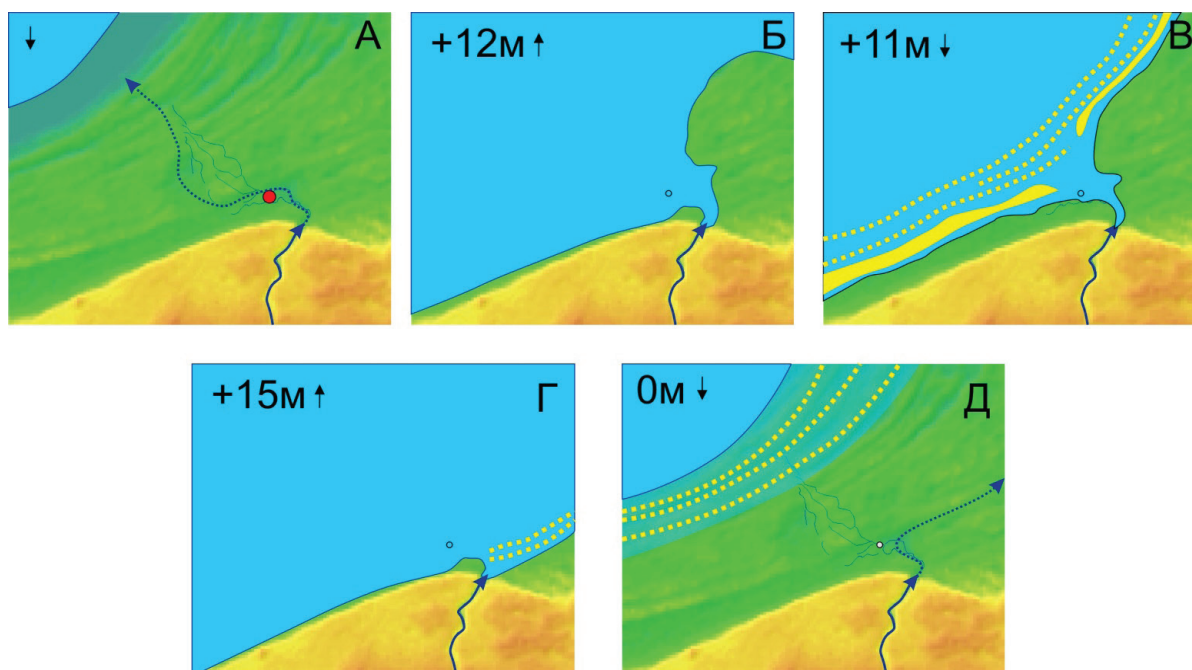 А
+12м ↑
Б
+11м ↓
В
+15м ↑
Г
0м ↓
Д